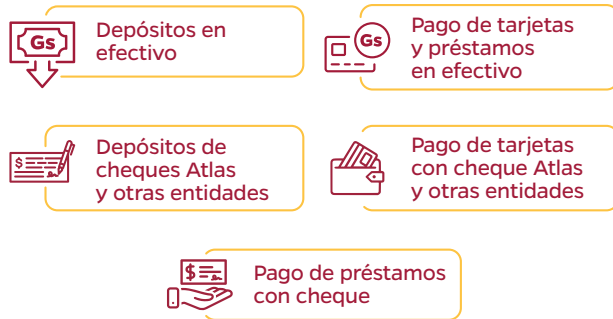 Gs
Depósitos en
efectivo
Gs
Pago de tarjetas
y préstamos
en efectivo
$
Depósitos de
cheques Atlas
y otras entidades
Pago de tarjetas
con cheque Atlas
y otras entidades
$
Pago de préstamos
con cheque